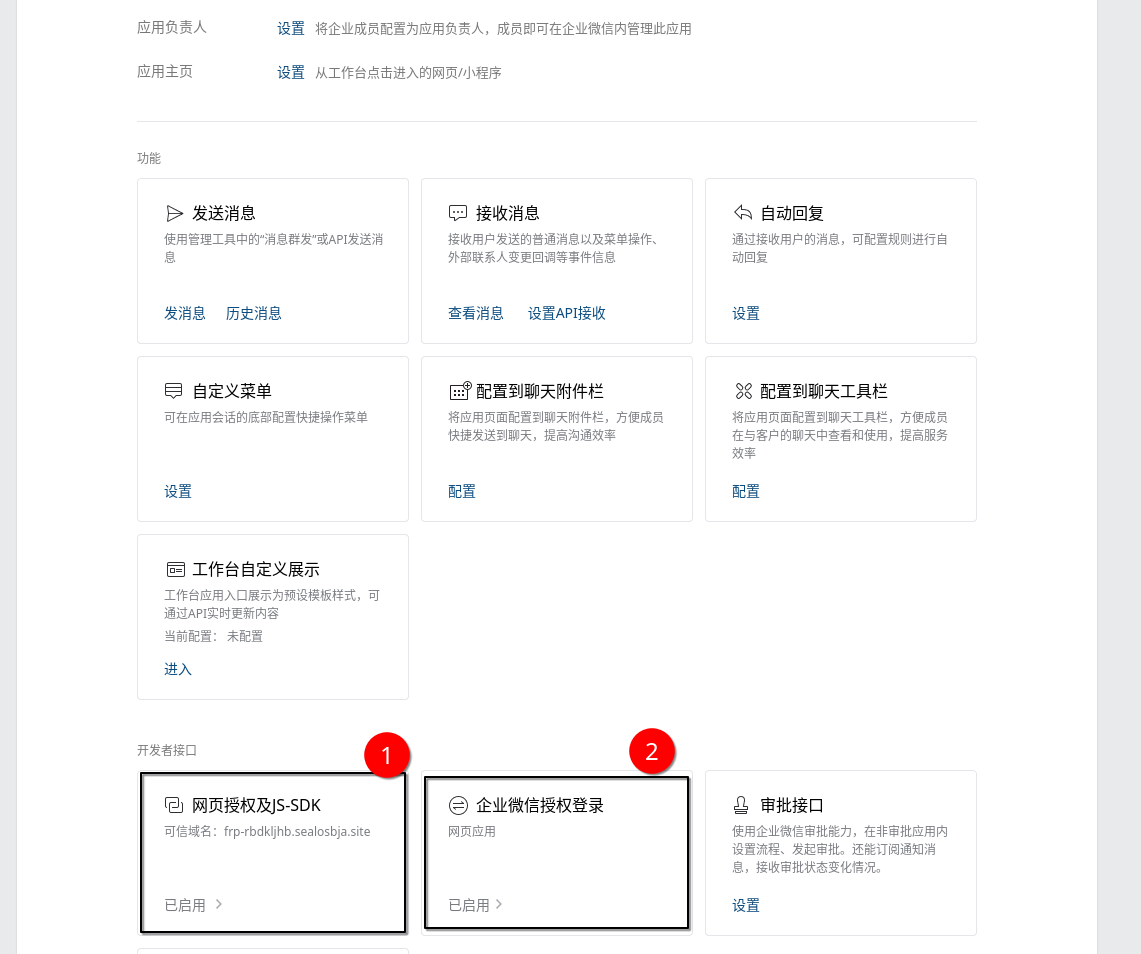 应用负责人 设置 将企业成员配置为应用负责人，成员即可在企业微信内管理此应用
应用主页 设置 从工作台点击进入的网页/小程序
功能
发送消息
使用管理工具中的“消息群发”或API发送消
息
发消息 历史消息
接收消息
接收用户发送的普通消息以及菜单操作、
外部联系人变更回调等事件信息
查看消息 设置API接收
自动回复
通过接收用户的消息，可配置规则进行自
动回复
设置
自定义菜单
可在应用会话的底部配置快捷操作菜单
设置
配置到聊天附件栏
将应用页面配置到聊天附件栏，方便成员
快捷发送到聊天，提高沟通效率
配置
配置到聊天工具栏
将应用页面配置到聊天工具栏，方便成员
在与客户的聊天中查看和使用，提高服务
效率
配置
工作台自定义展示
工作台应用入口展示为预设模板样式，可
通过API实时更新内容
当前配置： 未配置
进入
开发者接口
1
网页授权及JS-SDK
可信域名：frp-rbdkljhb.sealosbja.site
已启用
2
企业微信授权登录
网页应用
已启用
审批接口
使用企业微信审批能力，在非审批应用内
设置流程、发起审批。还能订阅通知消
息，接收审批状态变化情况。
设置